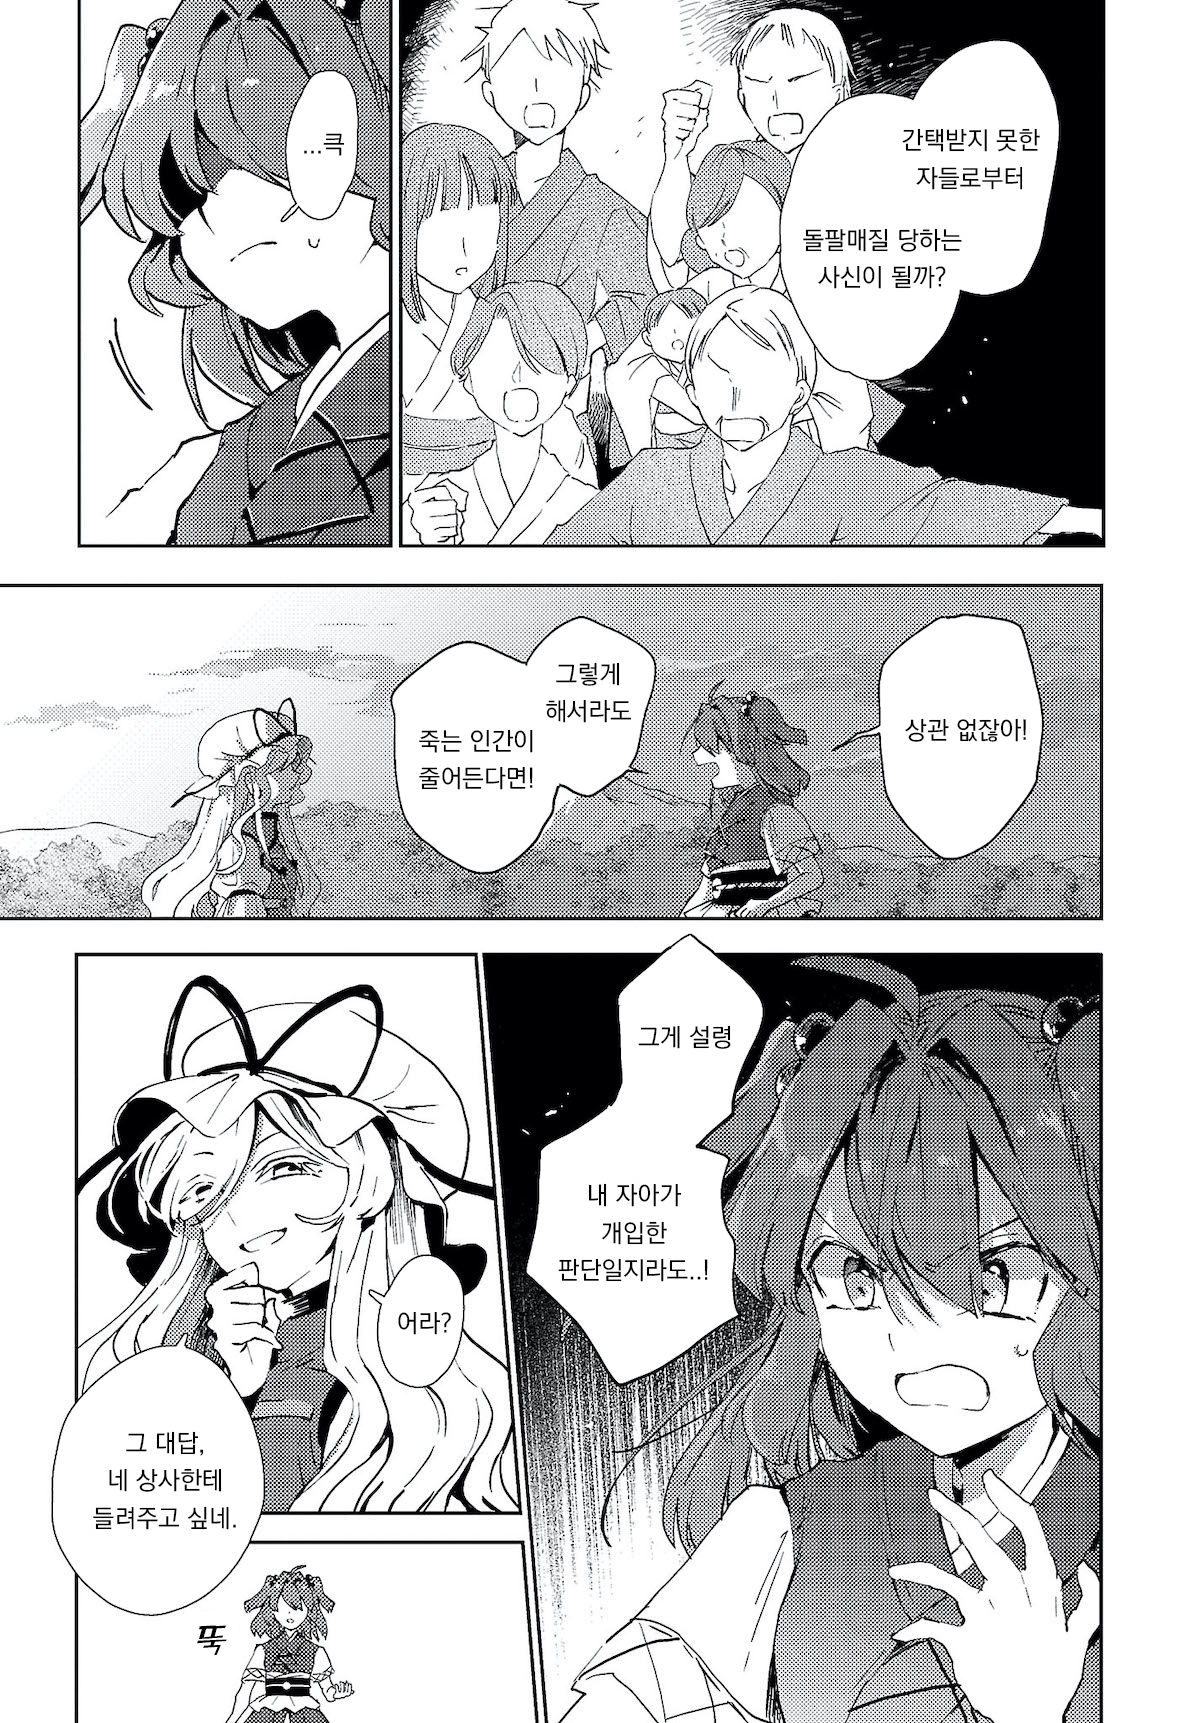 간택받지 못한
자들로부터
돌팔매질 당하는
사신이 될까?
...큭
상관 없잖아!
그렇게
해서라도
죽는 인간이
줄어든다면!
그게 설령
내 자아가
개입한
판단일지라도..!
어라?
그 대답,
네 상사한테
들려주고 싶네.
뚝